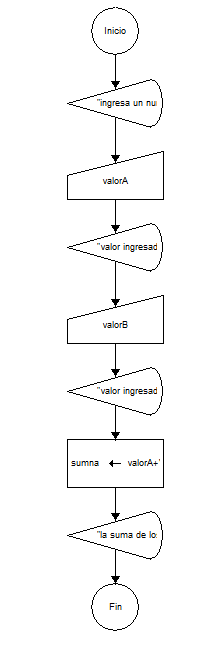 Inicio
"ingresa un nu
valorA
"valor ingresad
valorB
"valor ingresad
sumna ← valorA+'
"la suma de lo
Fin